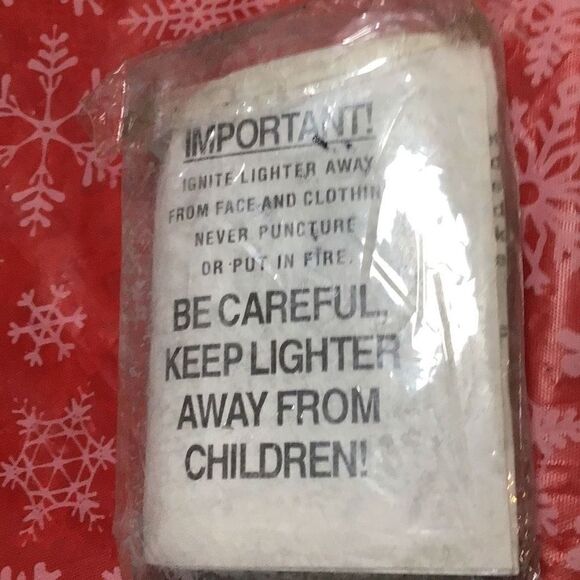 IMPORTANT!
IGNITE LIGHTER AWAY
FROM FACE AND CLOTHIN
NEVER PUNCTURE
OR PUT IN FIRE.
BE CAREFUL,
KEEP LIGHTER
AWAY FROM
CHILDREN!